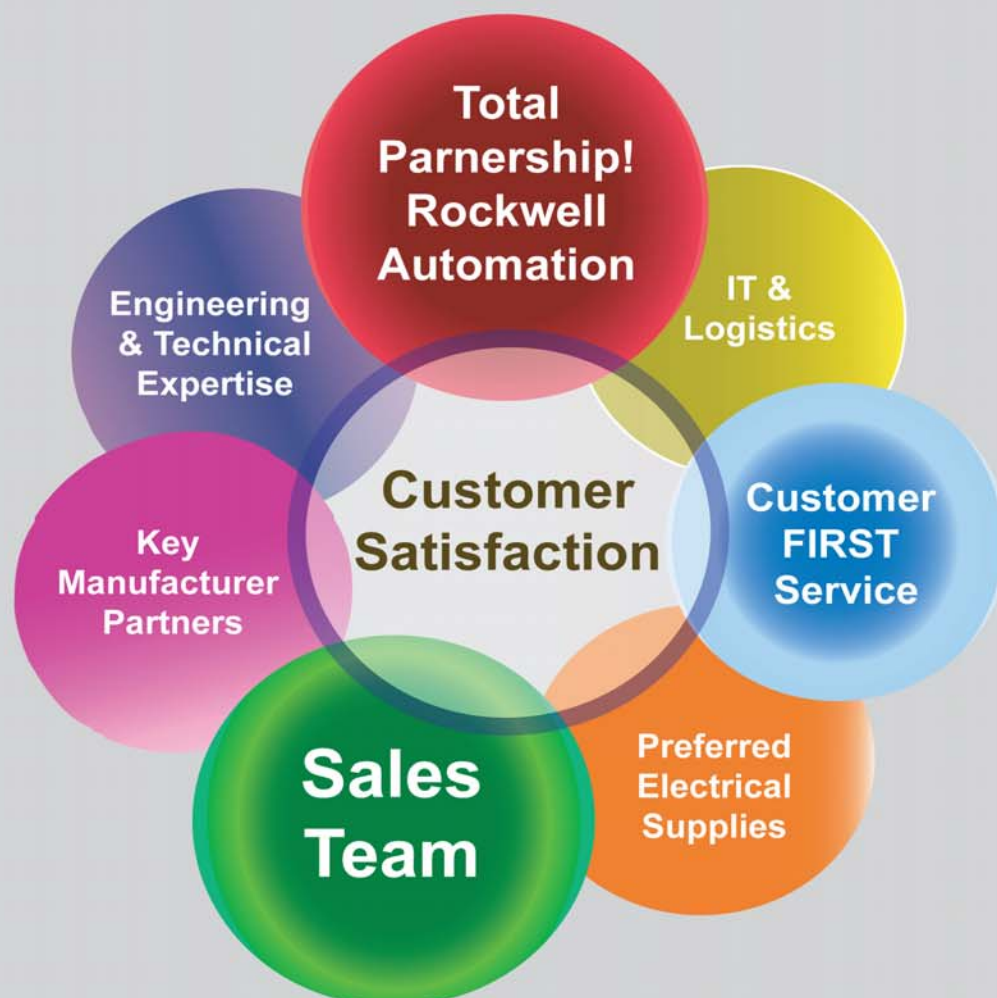 Total
Parnership!
Rockwell
Automation
IT &
Logistics
Engineering
& Technical
Expertise
Customer
Satisfaction
Customer
FIRST
Service
Key
Manufacturer
Partners
Preferred
Electrical
Supplies
Sales
Team